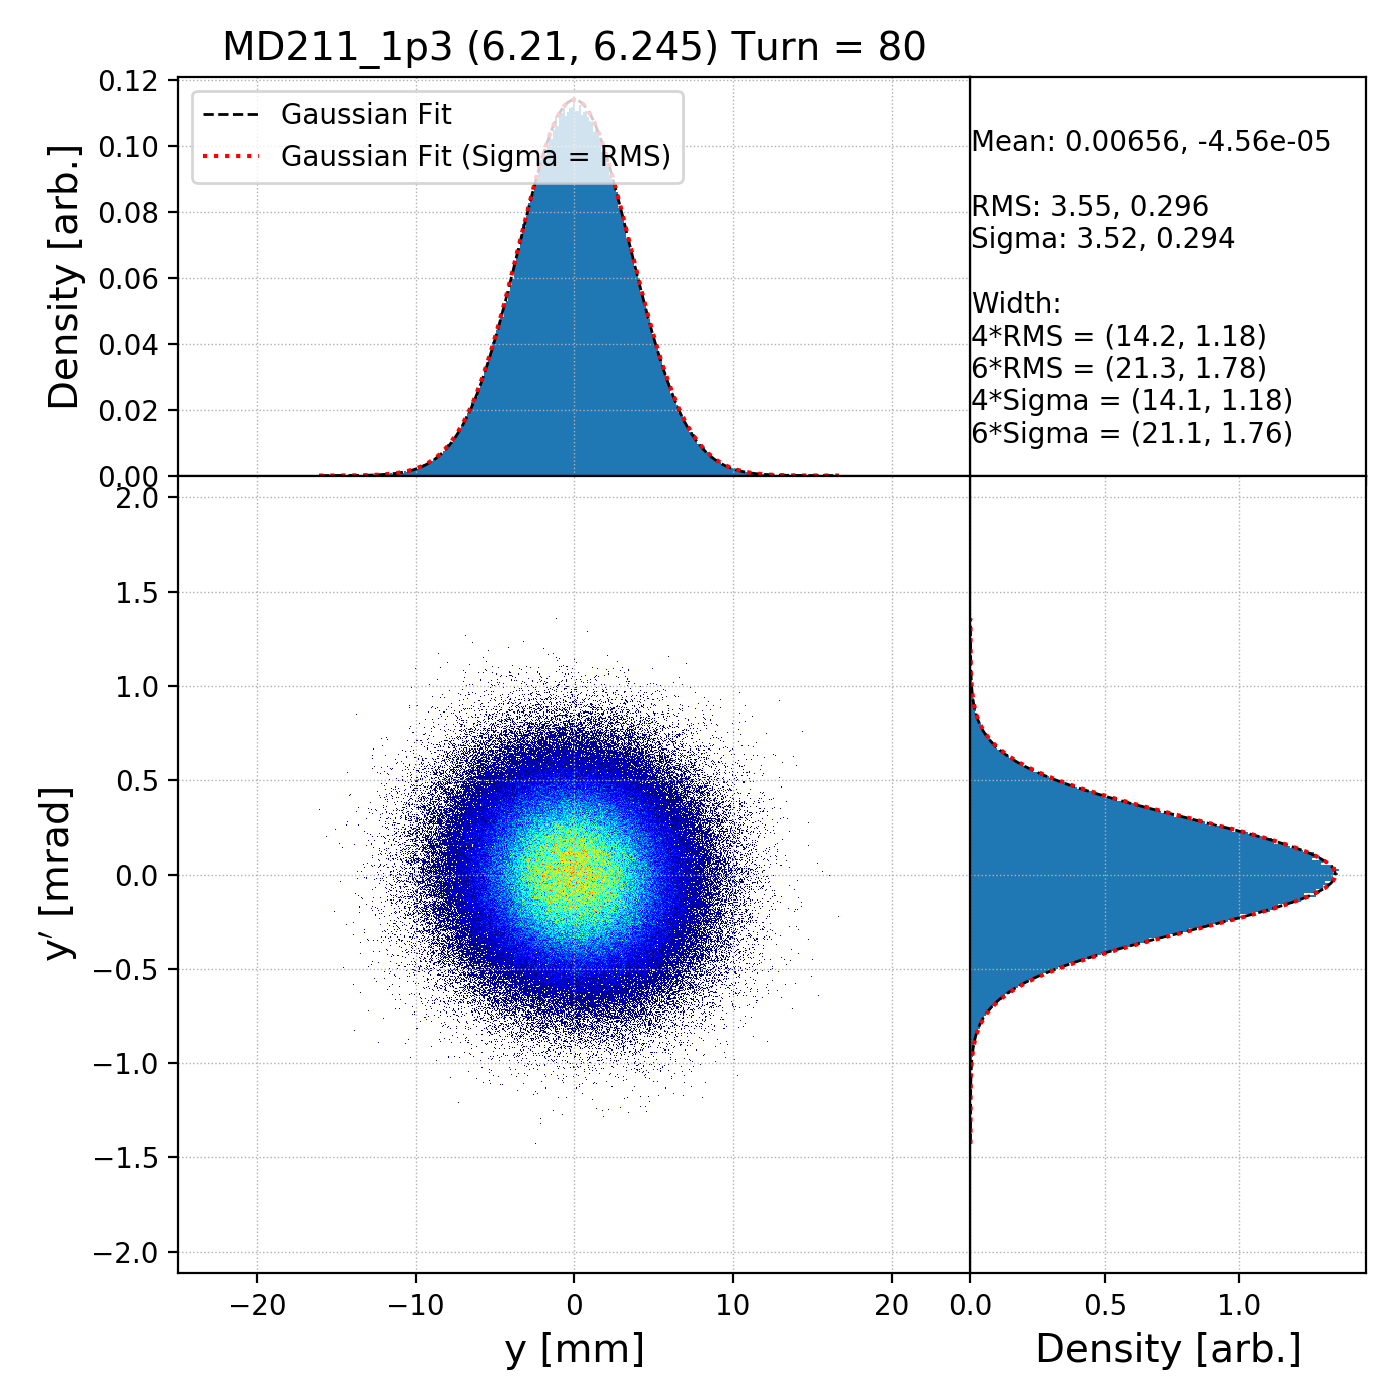 MD211_1p3 (6.21, 6.245) Turn = 80
0.12
0.10
0.08
0.06
0.04
0.02
0.00
Density [arb.]
Gaussian Fit
Gaussian Fit (Sigma = RMS)
Mean: 0.00656, -4.56e-05
RMS: 3.55, 0.296
Sigma: 3.52, 0.294
Width:
4*RMS = (14.2, 1.18)
6*RMS = (21.3, 1.78)
4*Sigma = (14.1, 1.18)
6*Sigma = (21.1, 1.76)
2.0
1.5
1.0
0.5
0.0
−0.5
−1.0
−1.5
−2.0
y′ [mrad]
−20 −10 0 10 20
y [mm]
0.0 0.5 1.0
Density [arb.]